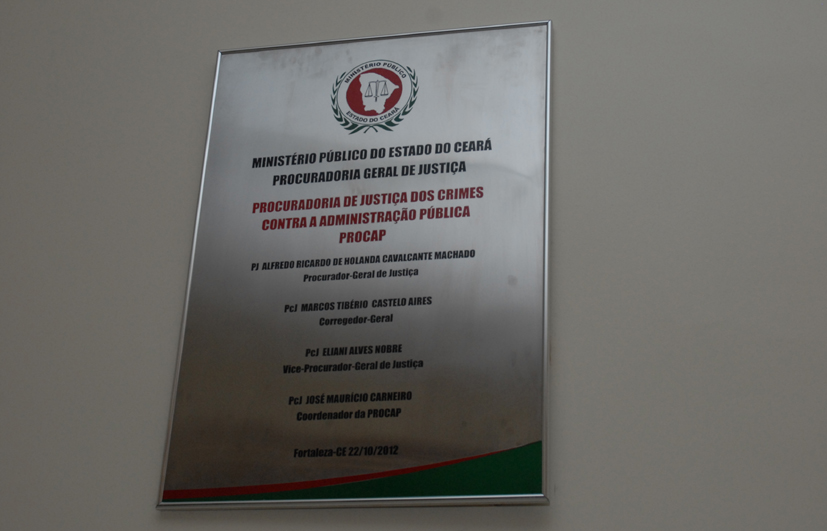 MINISTÉRIO PÚBLICO
ESTADO DO CEARÁ
MINISTÉRIO PÚBLICO DO ESTADO DO CEARÁ
PROCURADORIA GERAL DE JUSTIÇA
PROCURADORIA DE JUSTIÇA DOS CRIMES
CONTRA A ADMINISTRAÇÃO PÚBLICA
PROCAP
PJ ALFREDO RICARDO DE HOLANDA CAVALCANTE MACHADO
Procurador-Geral de Justiça
PcJ MARCOS TIBÉRIO CASTELO AIRES
Corregedor-Geral
PcJ ELIANI ALVES NOBRE
Vice-Procurador-Geral de Justiça
PcJ JOSÉ MAURÍCIO CARNEIRO
Coordenador da PROCAP
Fortaleza-CE 22/10/2012